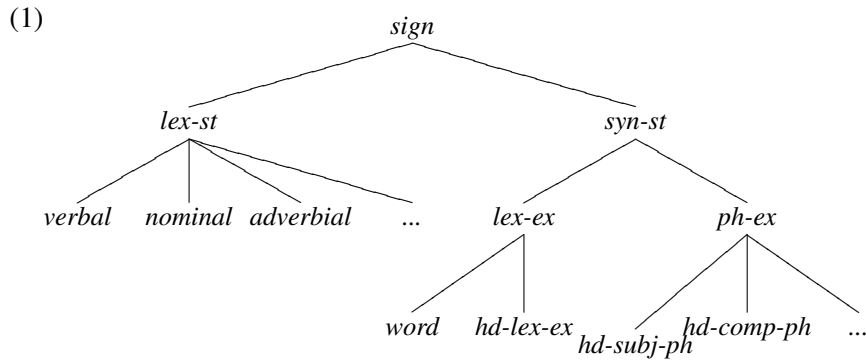 (1)
sign
lex-st syn-st
verbal nominal adverbial ... lex-ex ph-ex
word hd-lex-ex hd-subj-ph hd-comp-ph ...